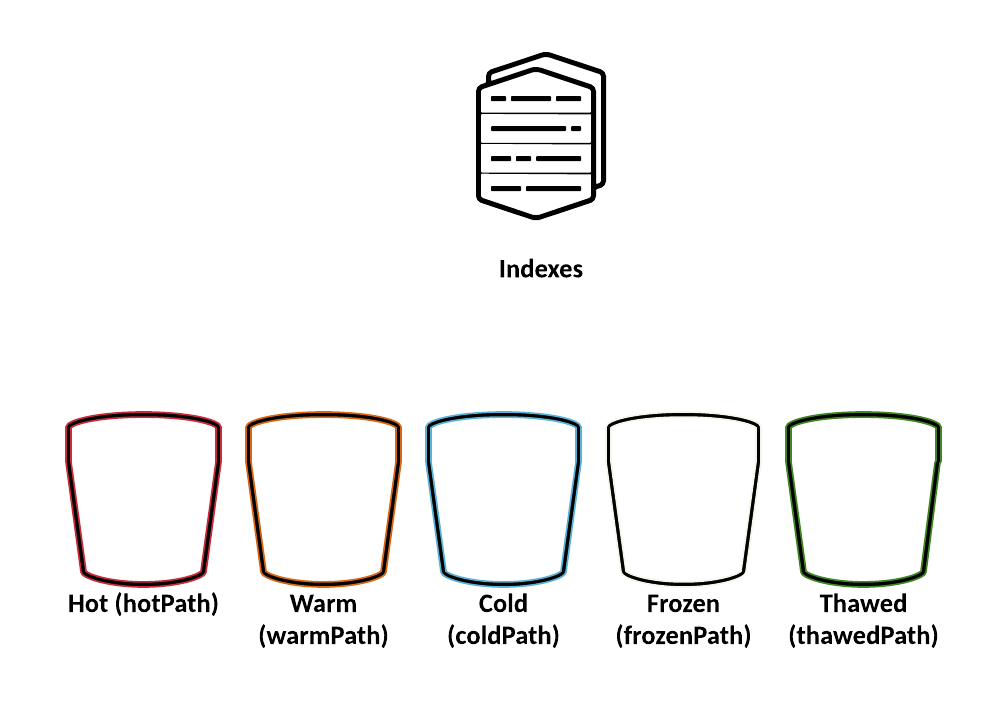 Indexes
Hot (hotPath)
Warm
(warmPath)
Cold
(coldPath)
Frozen
(frozenPath)
Thawed
(thawedPath)